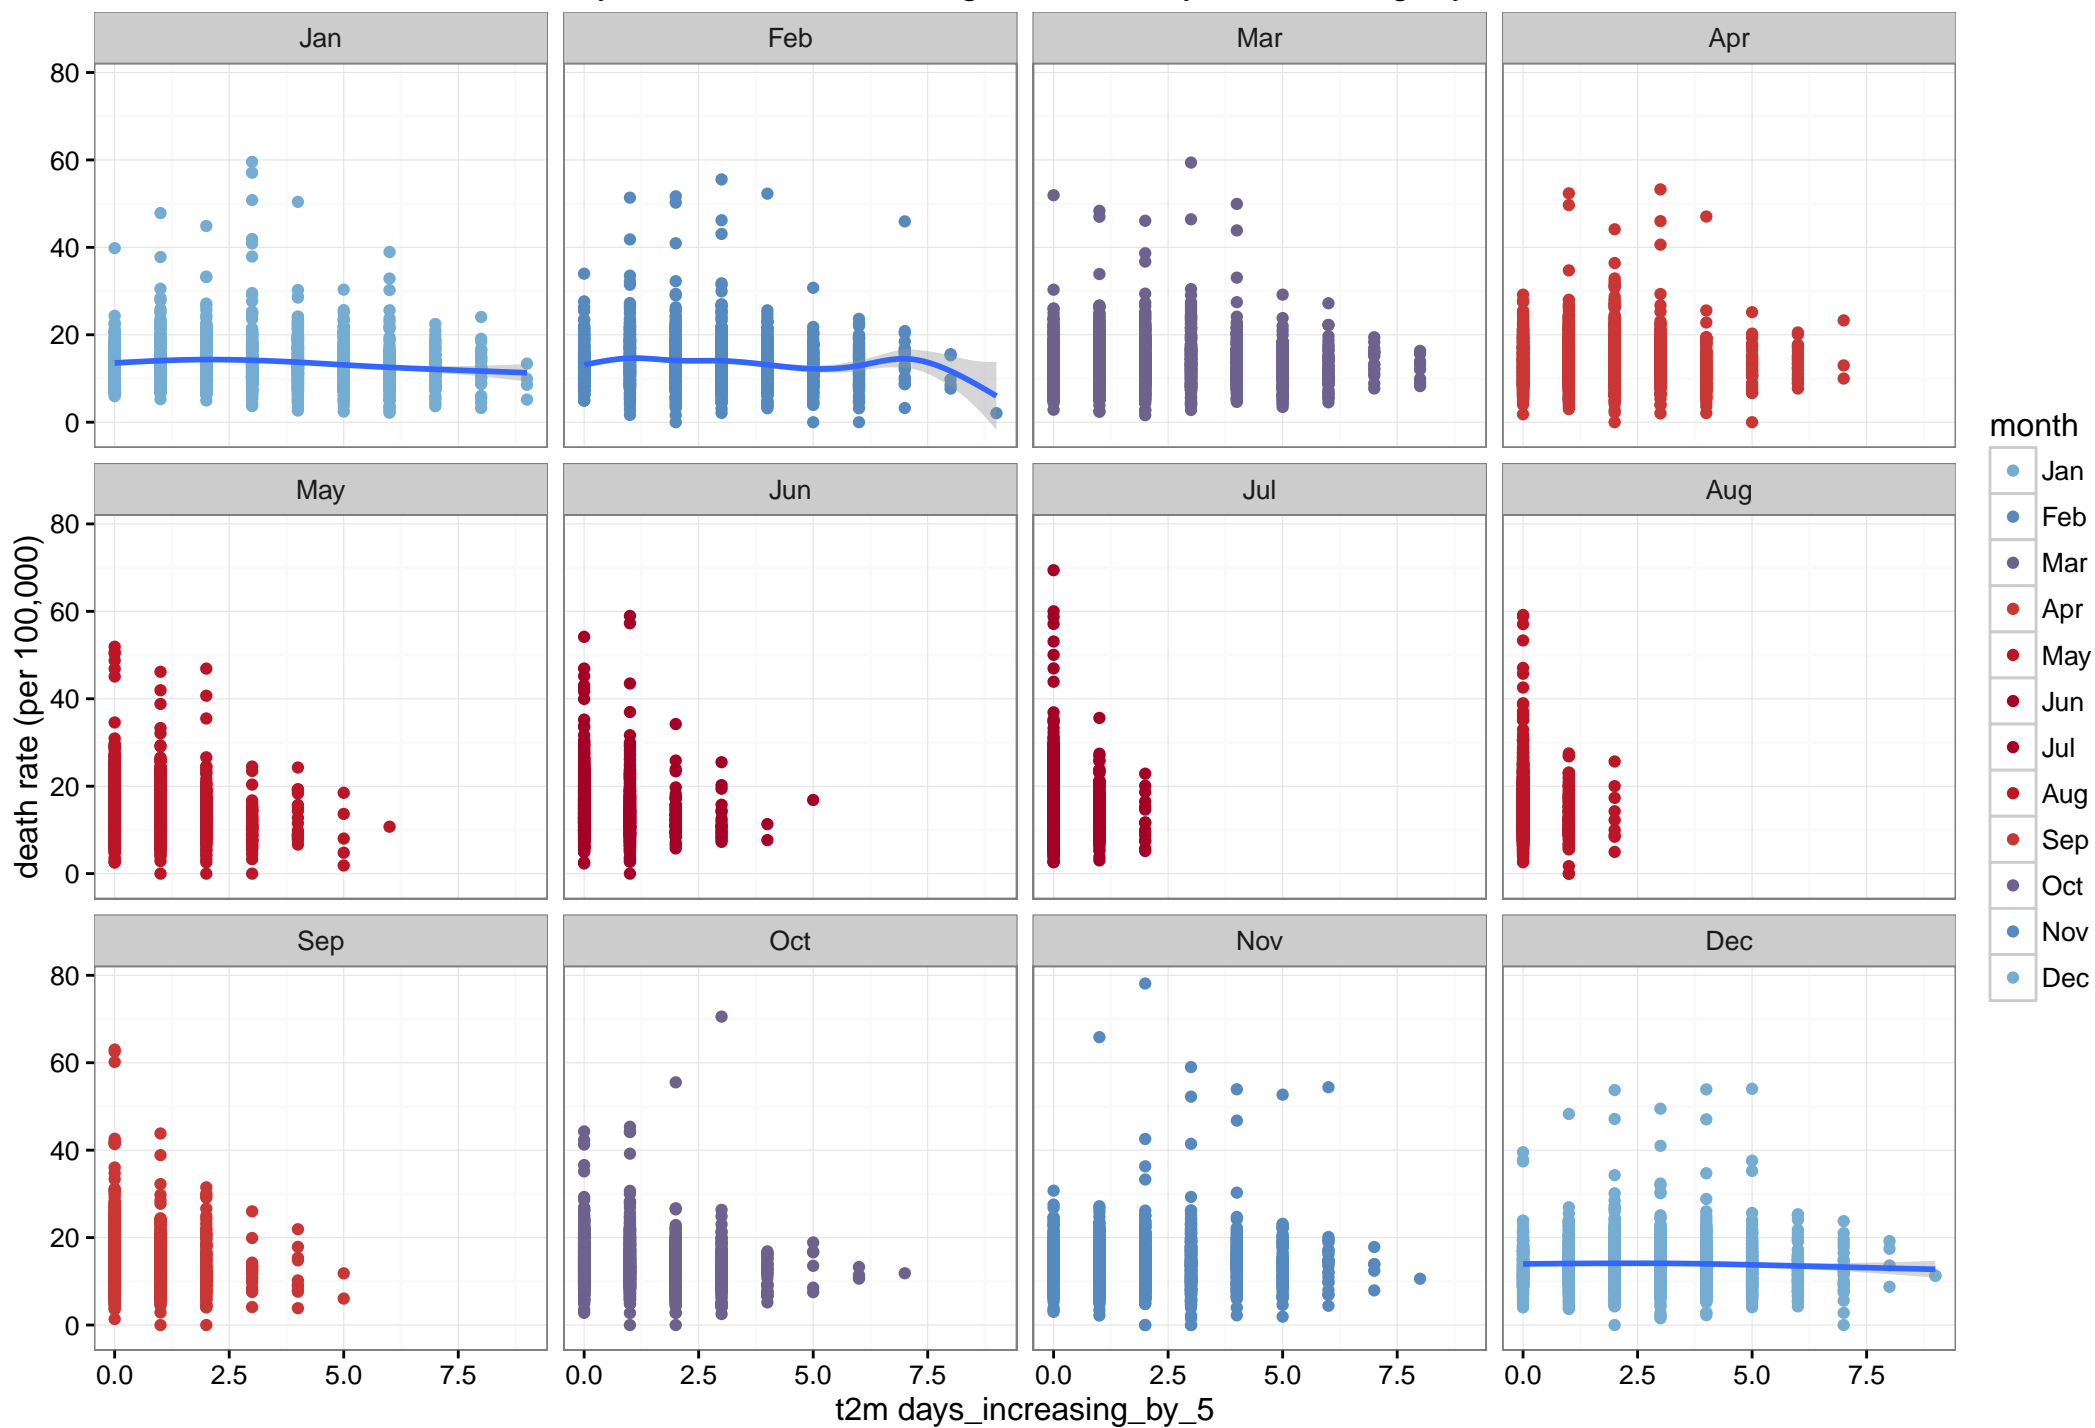 Jan Feb Mar Apr
80
60
40
20
0
May Jun Jul Aug
80
60
40
20
0
Sep Oct Nov Dec
80
60
40
20
0
0.0 2.5 5.0 7.5 0.0 2.5 5.0 7.5 0.0 2.5 5.0 7.5 0.0 2.5 5.0 7.5
t2m days_increasing_by_5
death rate (per 100,000)
month
Jan
Feb
Mar
Apr
May
Jun
Jul
Aug
Sep
Oct
Nov
Dec